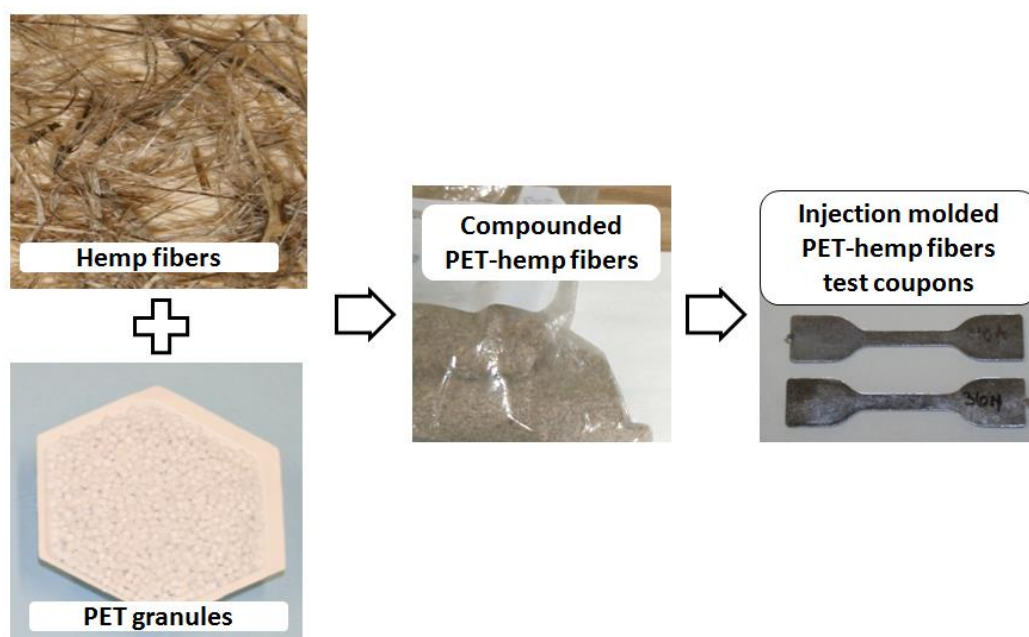 Hemp fibers
PET granules
Compounded
PET-hemp fibers
Injection molded
PET-hemp fibers
test coupons